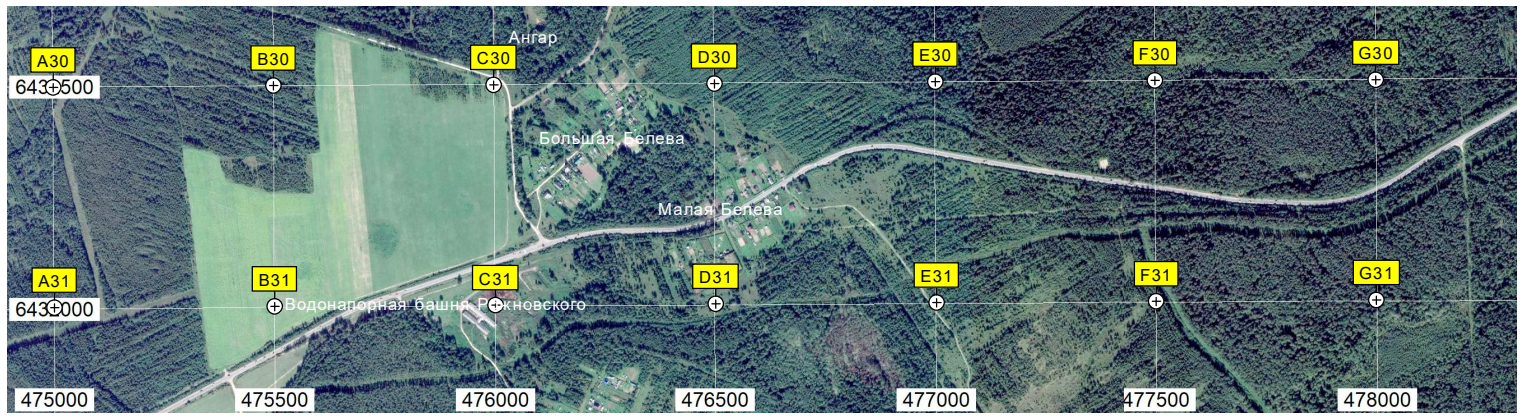 Ангар
A30 B30 C30 D30 E30 F30 G30
Большая Белева
Малая Белева
A31 B31 C31 D31 E31 F31 G31
Водонапорная башня Рожновского
475000 475500 476000 476500 477000 477500 478000